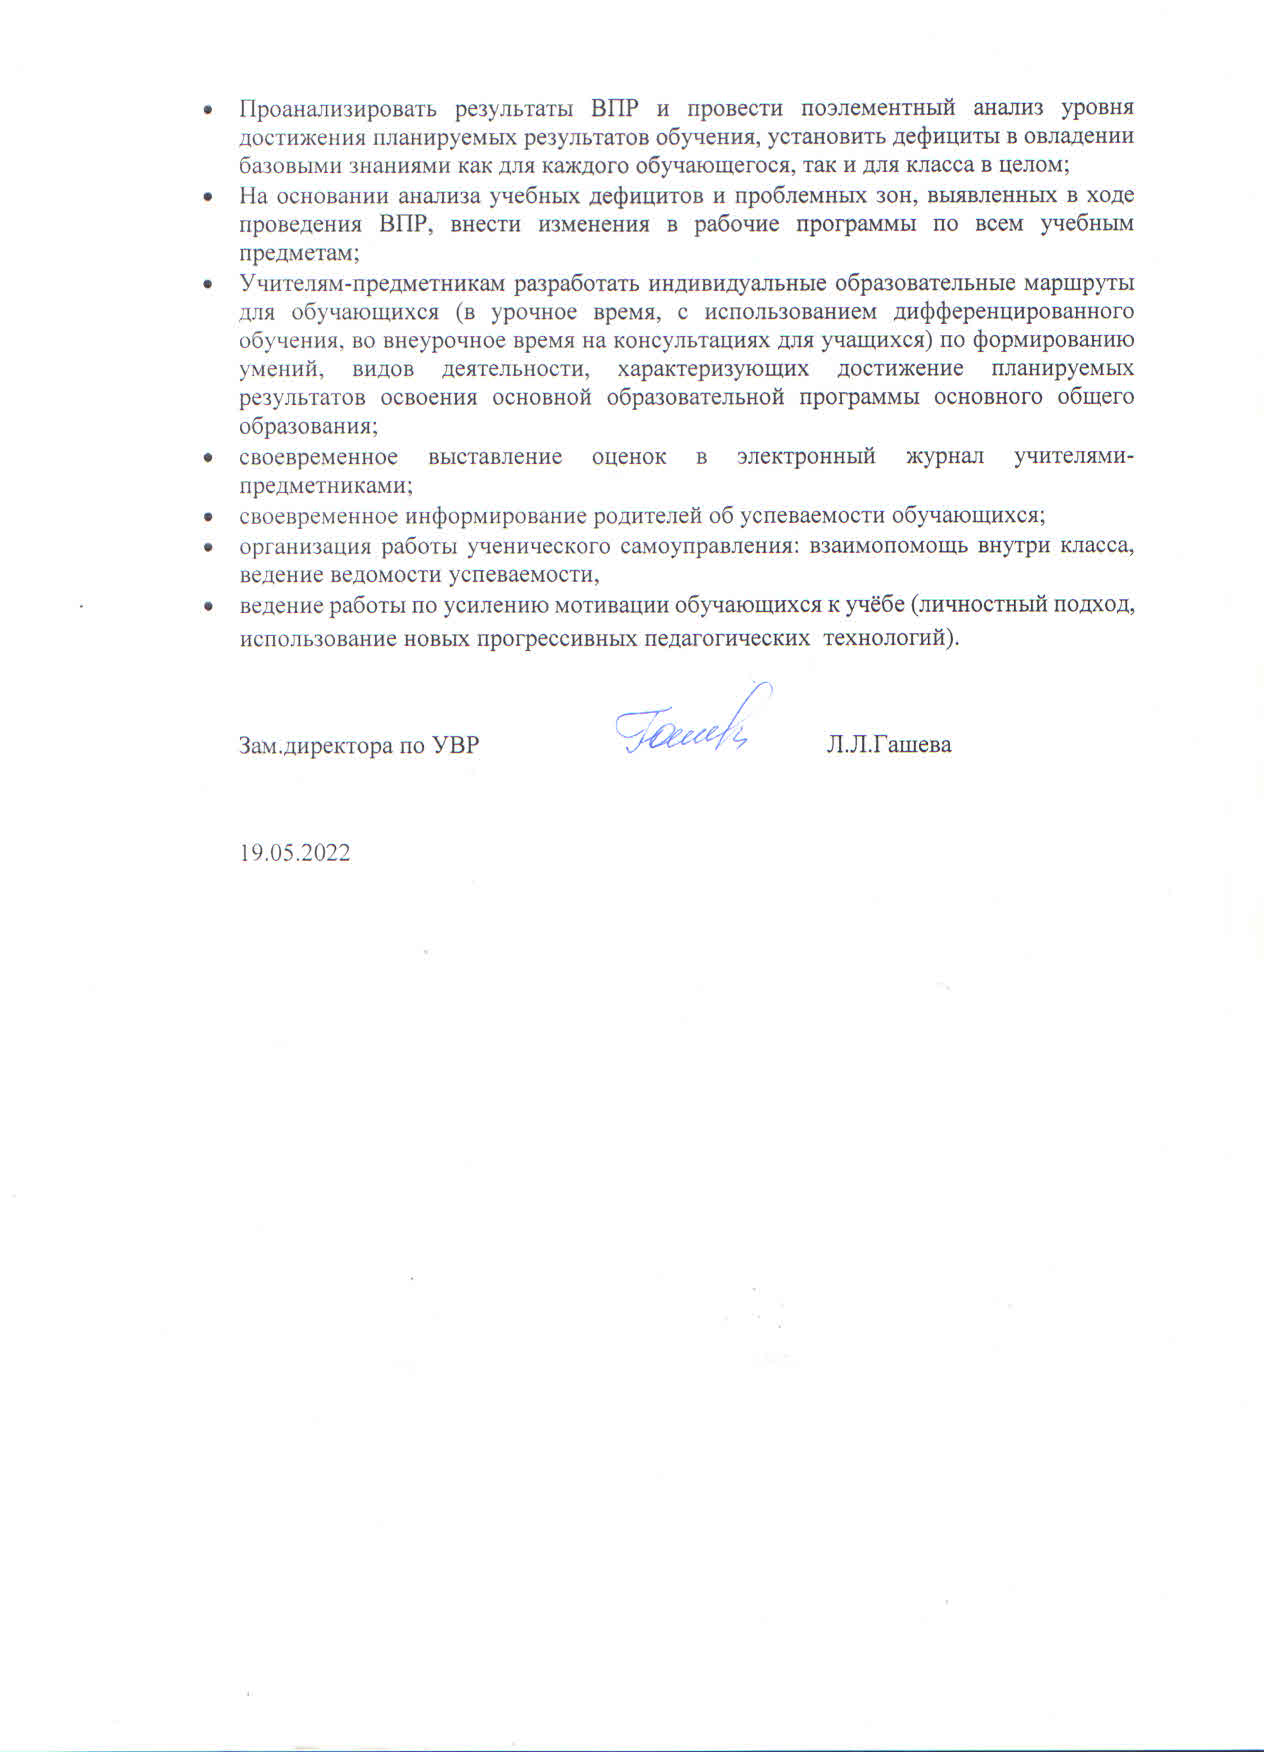 • Проанализировать результаты ВПР и провести поэлементный анализ уровня
достижения планируемых результатов обучения, установить дефициты в овладении
базовыми знаниями как для каждого обучающегося, так и для класса в целом;
• На основании анализа учебных дефицитов и проблемных зон, выявленных в ходе
проведения ВПР, внести изменения в рабочие программы по всем учебным
предметам;
• Учителям-предметникам разработать индивидуальные образовательные маршруты
для обучающихся (в урочное время, с использованием дифференцированного
обучения, во внеурочное время на консультациях для учащихся) по формированию
умений, видов деятельности, характеризующих достижение планируемых
результатов освоения основной образовательной программы основного общего
образования;
• своевременное выставление оценок в электронный журнал учителями-
предметниками;
• своевременное информирование родителей об успеваемости обучающихся;
• организация работы ученического самоуправления: взаимопомощь внутри класса,
ведение ведомости успеваемости,
• ведение работы по усилению мотивации обучающихся к учёбе (личностный подход,
использование новых прогрессивных педагогических технологий).
Зам.директора по УВР Л.Л.Гашева
19.05.2022